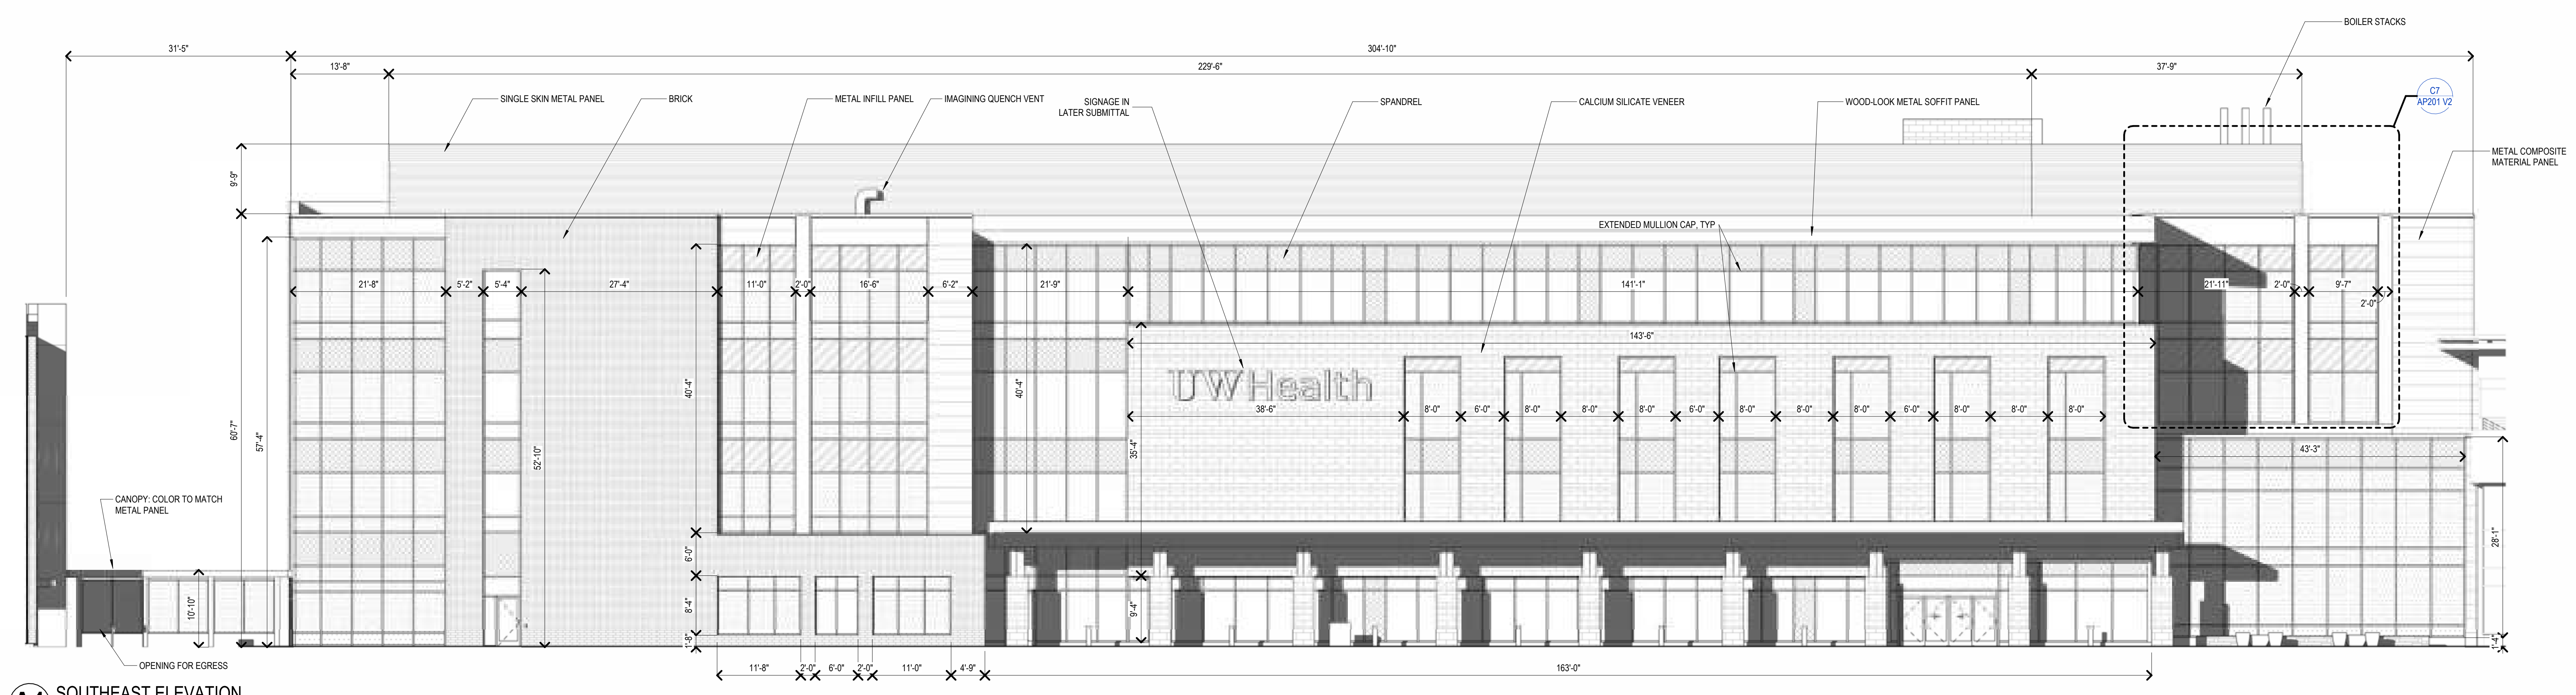 BOILER STACKS
31'-5"
304'-10"
13'-8"
229'-6"
37'-9"
C7
AP201 V2
SINGLE SKIN METAL PANEL
BRICK
METAL INFILL PANEL
IMAGINING QUENCH VENT
SIGNAGE IN
LATER SUBMITTAL
SPANDREL
CALCIUM SILICATE VENEER
WOOD-LOOK METAL SOFFIT PANEL
METAL COMPOSITE
MATERIAL PANEL
9'-9"
EXTENDED MULLION CAP, TYP
21'-8"
5'-2"
5'-4"
27'-4"
11'-0"
2'-0"
16'-6"
6'-2"
21'-9"
141'-1"
21'-11"
2'-0"
9'-7"
2'-0"
143'-6"
UW Health
40'-4"
40'-4"
38'-6"
8'-0"
6'-0"
8'-0"
8'-0"
8'-0"
6'-0"
8'-0"
8'-0"
8'-0"
6'-0"
8'-0"
8'-0"
8'-0"
60'-7"
57'-4"
52'-10"
35'-4"
43'-3"
CANOPY: COLOR TO MATCH
METAL PANEL
28'-1"
6'-0"
10'-10"
8'-4"
9'-4"
1'-8"
1'-4"
OPENING FOR EGRESS
11'-8"
2'-0"
6'-0"
2'-0"
11'-0"
4'-9"
163'-0"
SOUTHEAST ELEVATION